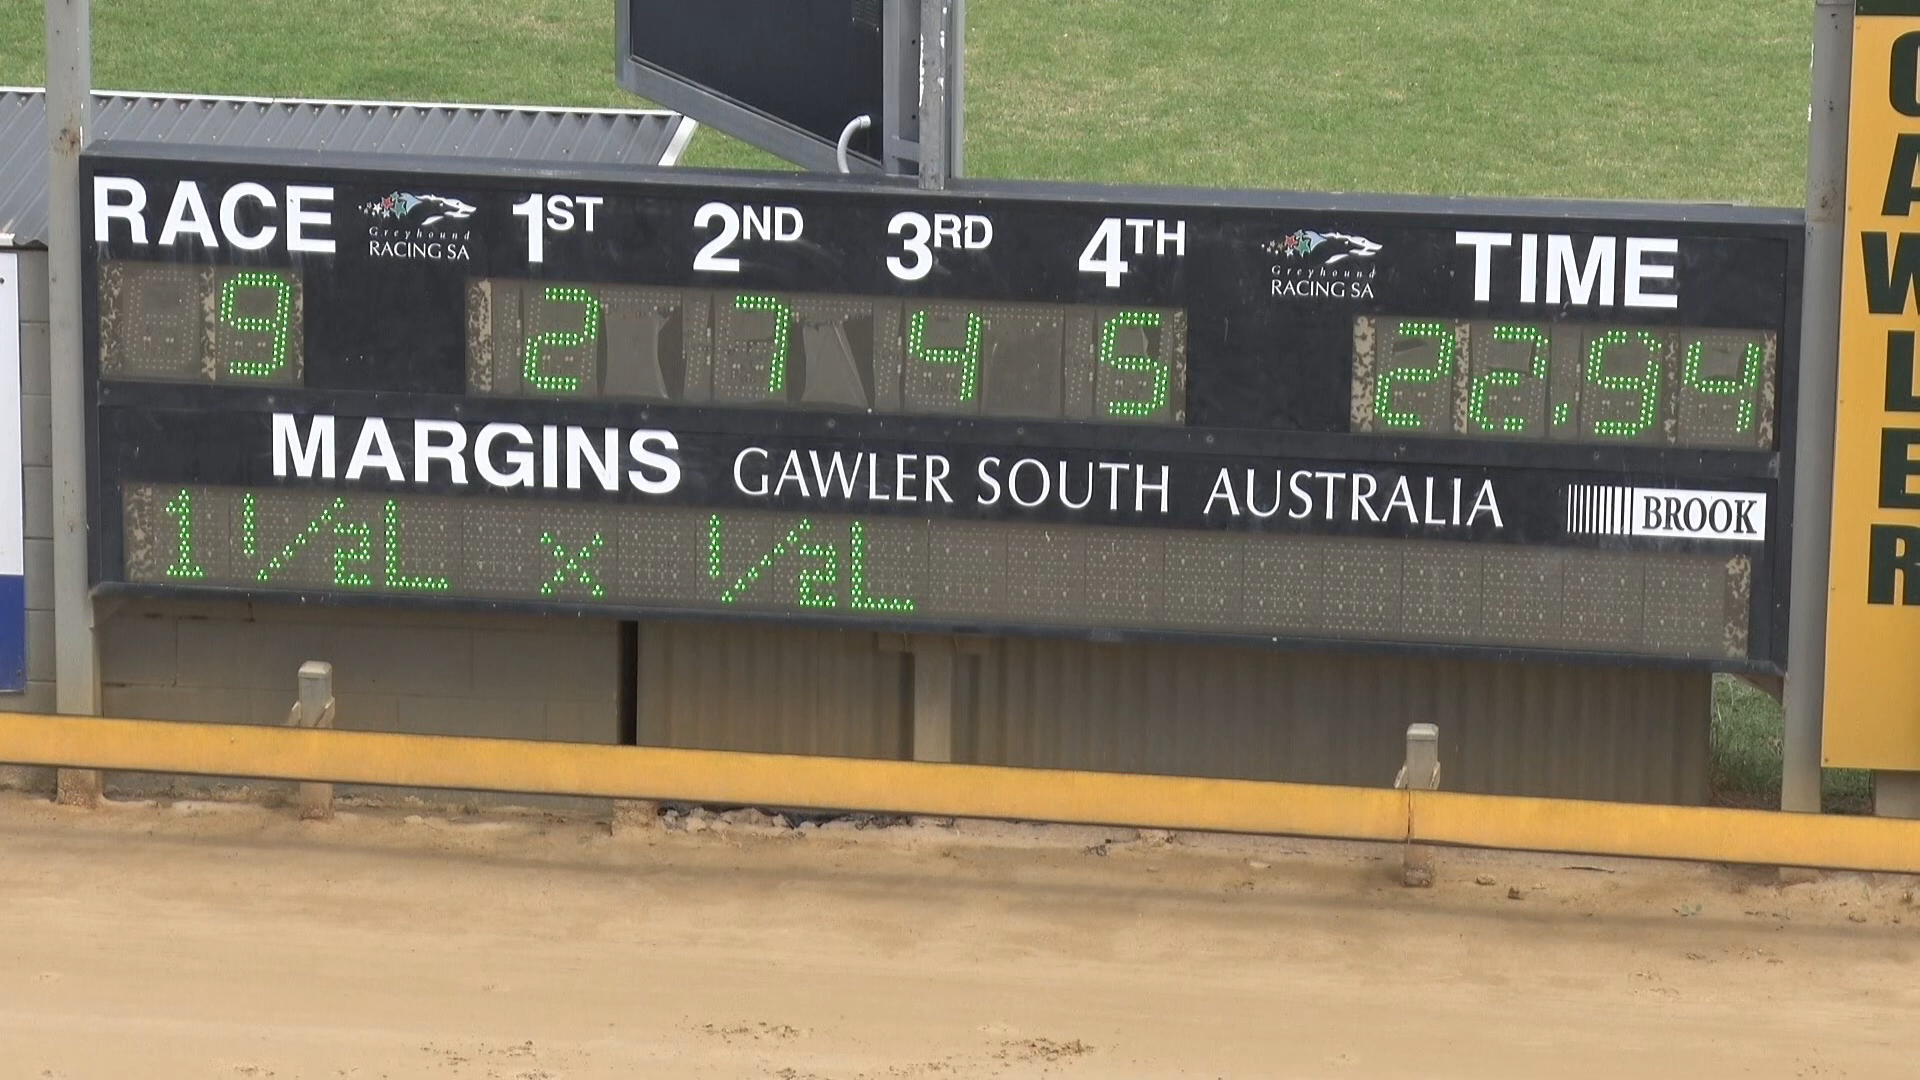 RACE Greyhound RACING SA 1ST 2ND 3RD 4TH Greyhound RACING SA TIME
9 2 7 4 5 22.94
MARGINS GAWLER SOUTH AUSTRALIA BROOK
1 1/2L X 1/2L
GAWLER